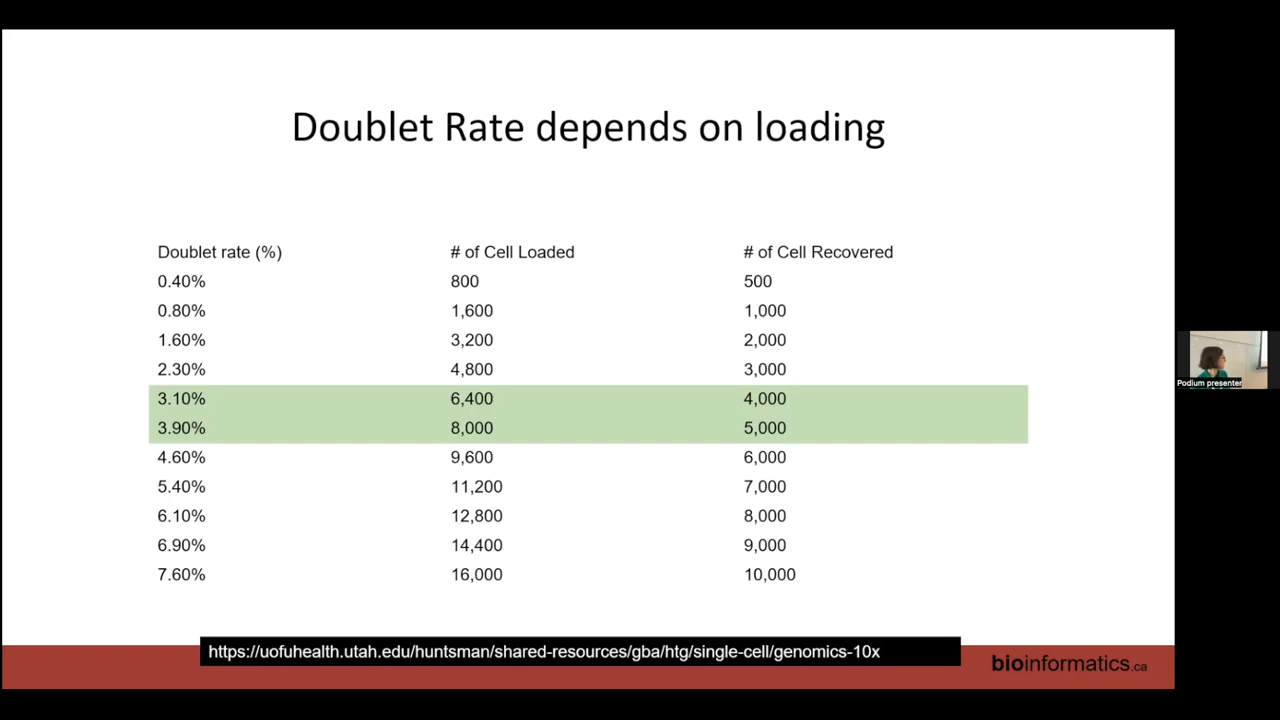 Doublet Rate depends on loading
Doublet rate (%) # of Cell Loaded # of Cell Recovered
0.40% 800 500
0.80% 1,600 1,000
1.60% 3,200 2,000
2.30% 4,800 3,000
3.10% 6,400 4,000
3.90% 8,000 5,000
4.60% 9,600 6,000
5.40% 11,200 7,000
6.10% 12,800 8,000
6.90% 14,400 9,000
7.60% 16,000 10,000
Podium presenter
https://uofuhealth.utah.edu/huntsman/shared-resources/gba/htg/single-cell/genomics-10x
bioinformatics.ca